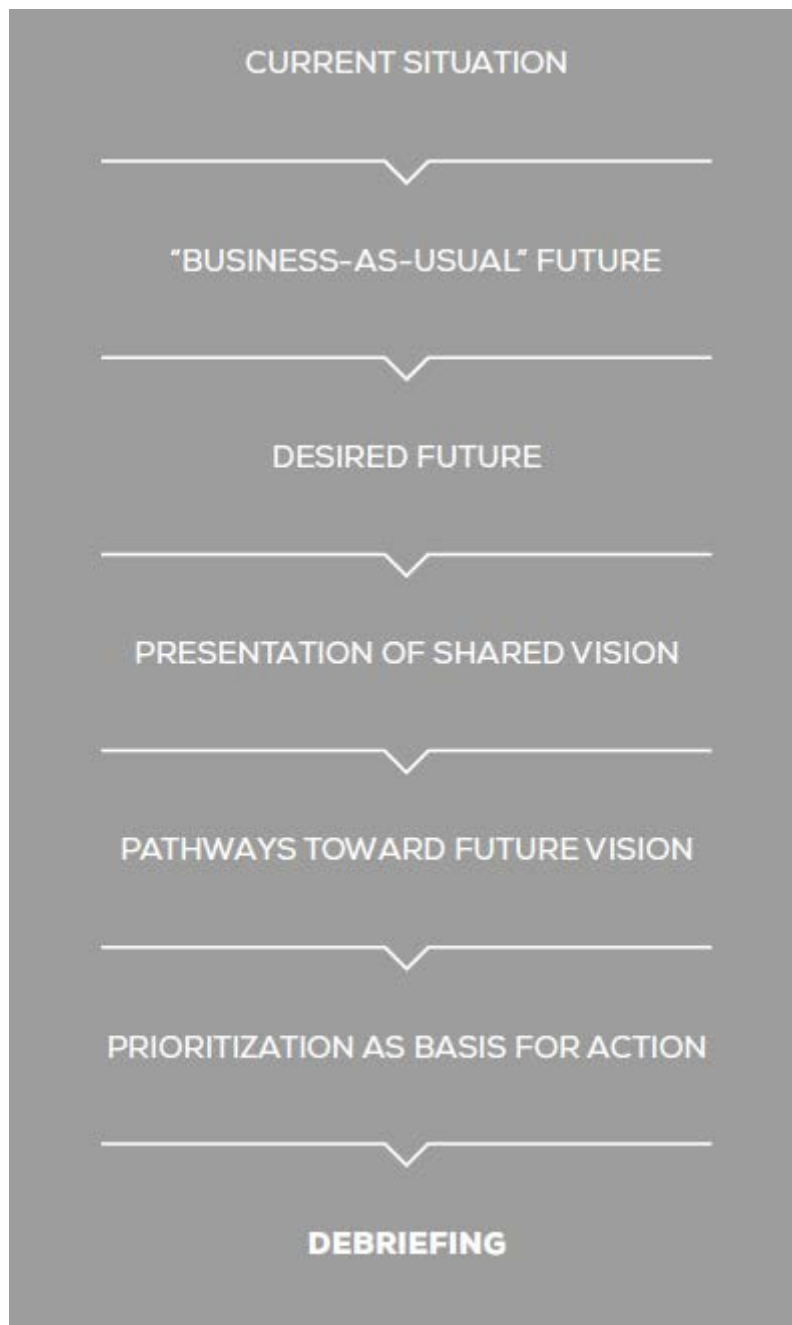 CURRENT SITUATION
“BUSINESS-AS-USUAL” FUTURE
DESIRED FUTURE
PRESENTATION OF SHARED VISION
PATHWAYS TOWARD FUTURE VISION
PRIORITIZATION AS BASIS FOR ACTION
DEBRIEFING